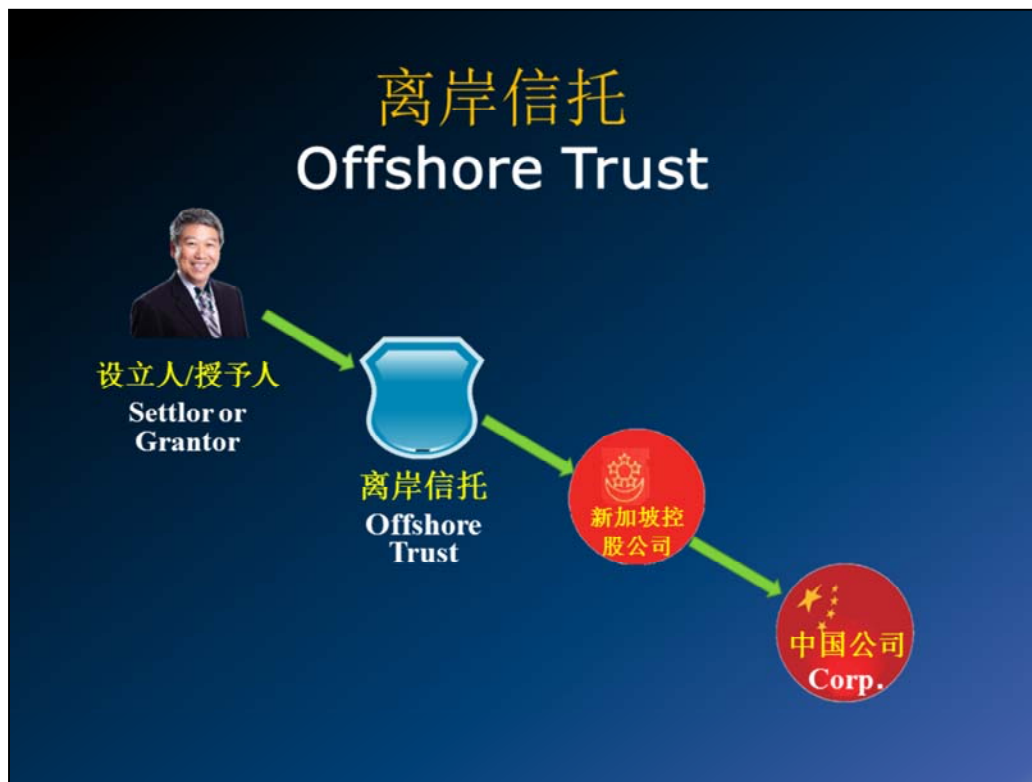 离岸信托
Offshore Trust
设立人/授予人
Settlor or
Grantor
离岸信托
Offshore
Trust
新加坡控
股公司
中国公司
Corp.